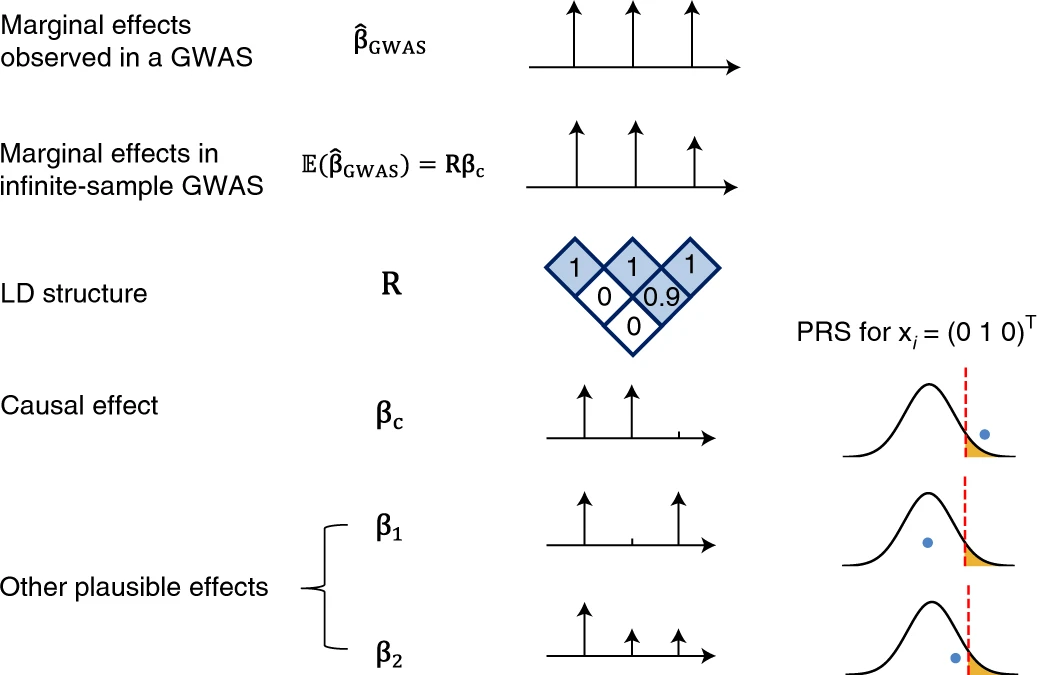 Marginal effects
observed in a GWAS
β̂GWAS
Marginal effects in
infinite-sample GWAS
𝔼(β̂GWAS) = Rβc
LD structure
R
1 1 1
0 0.9
0
PRS for xi = (0 1 0)T
Causal effect
βc
Other plausible effects
β1
β2